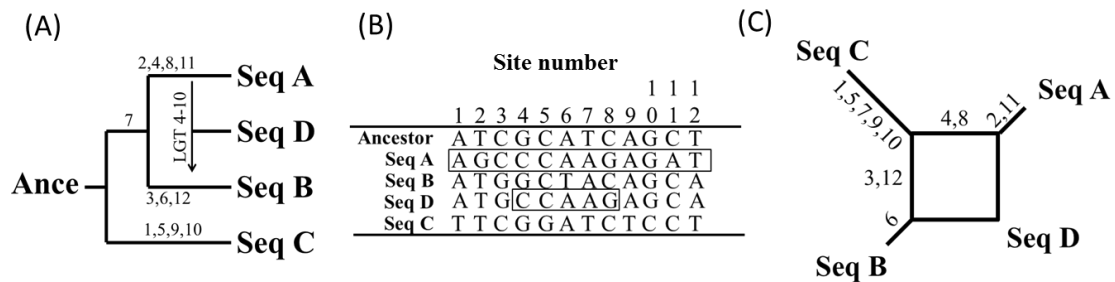 (A)
2,4,8,11
Seq A
7
LGT 4-10
Seq D
Ance
Seq B
3,6,12
1,5,9,10
Seq C
(B)
Site number
1 1 1
1 2 3 4 5 6 7 8 9 0 1 2
Ancestor A T C G C A T C A G C T
Seq A A G C C C A A G A G A T
Seq B A T G G C T A C A G C A
Seq D A T G C C A A G A G C A
Seq C T T C G G A T C T C C T
(C)
Seq C
Seq A
1,5,7,9,10
4,8
2,11
3,12
6
Seq D
Seq B